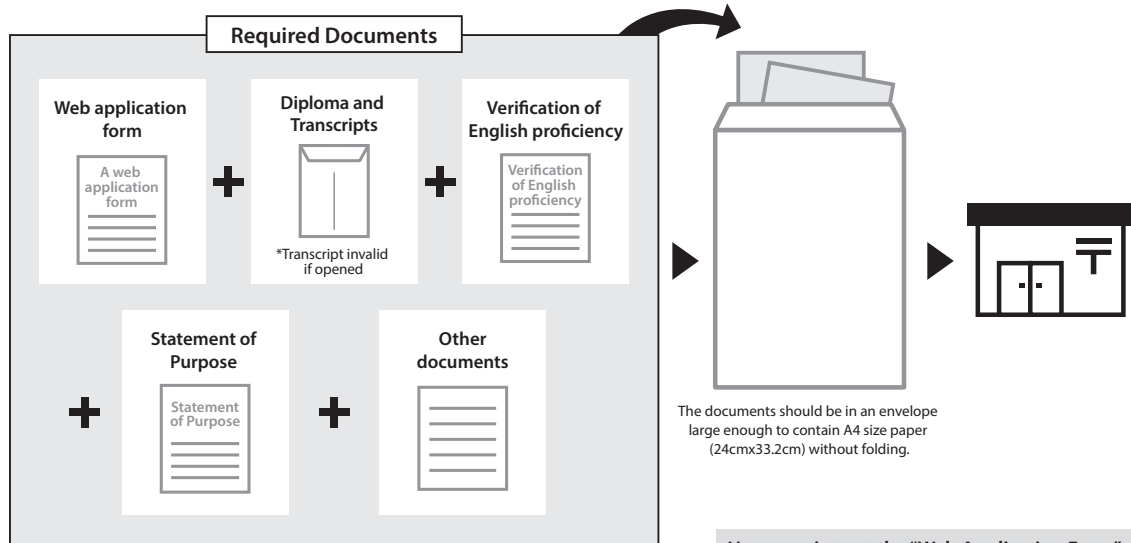 Required Documents
Web application
form
A web
application
form
Diploma and
Transcripts
*Transcript invalid
if opened
Verification of
English proficiency
Verification
of English
proficiency
Statement of
Purpose
Statement
of Purpose
Other
documents
〒
The documents should be in an envelope
large enough to contain A4 size paper
(24cmx33.2cm) without folding.